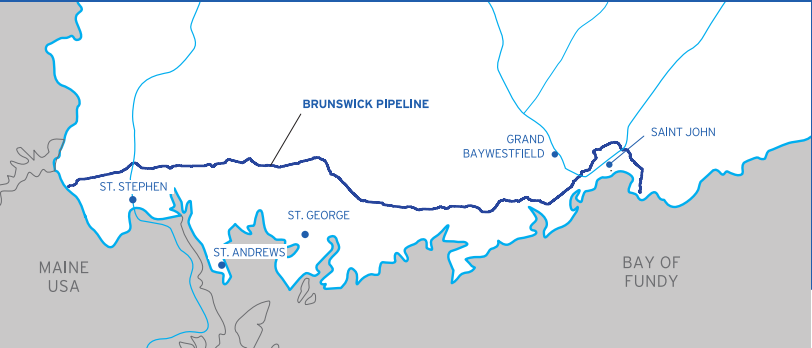 BRUNSWICK PIPELINE
SAINT JOHN
GRAND
BAYWESTFIELD
ST. STEPHEN
ST. GEORGE
ST. ANDREWS
MAINE
USA
BAY OF
FUNDY